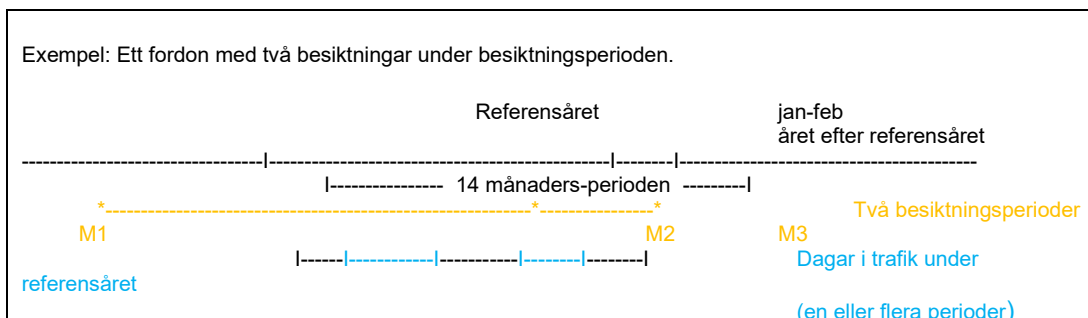 Exempel: Ett fordon med två besiktningar under besiktningsperioden.
Referensåret jan-feb
året efter referensåret
----------------------------------I------------------------------------------------I--------I------------------------------------------
I---------------- 14 månaders-perioden ---------I
*-------------------------------------------------------------*----------------* Två besiktningsperioder
M1 M2 M3
I------I------------I-----------I--------I--------I Dagar i trafik under
referensåret
(en eller flera perioder)